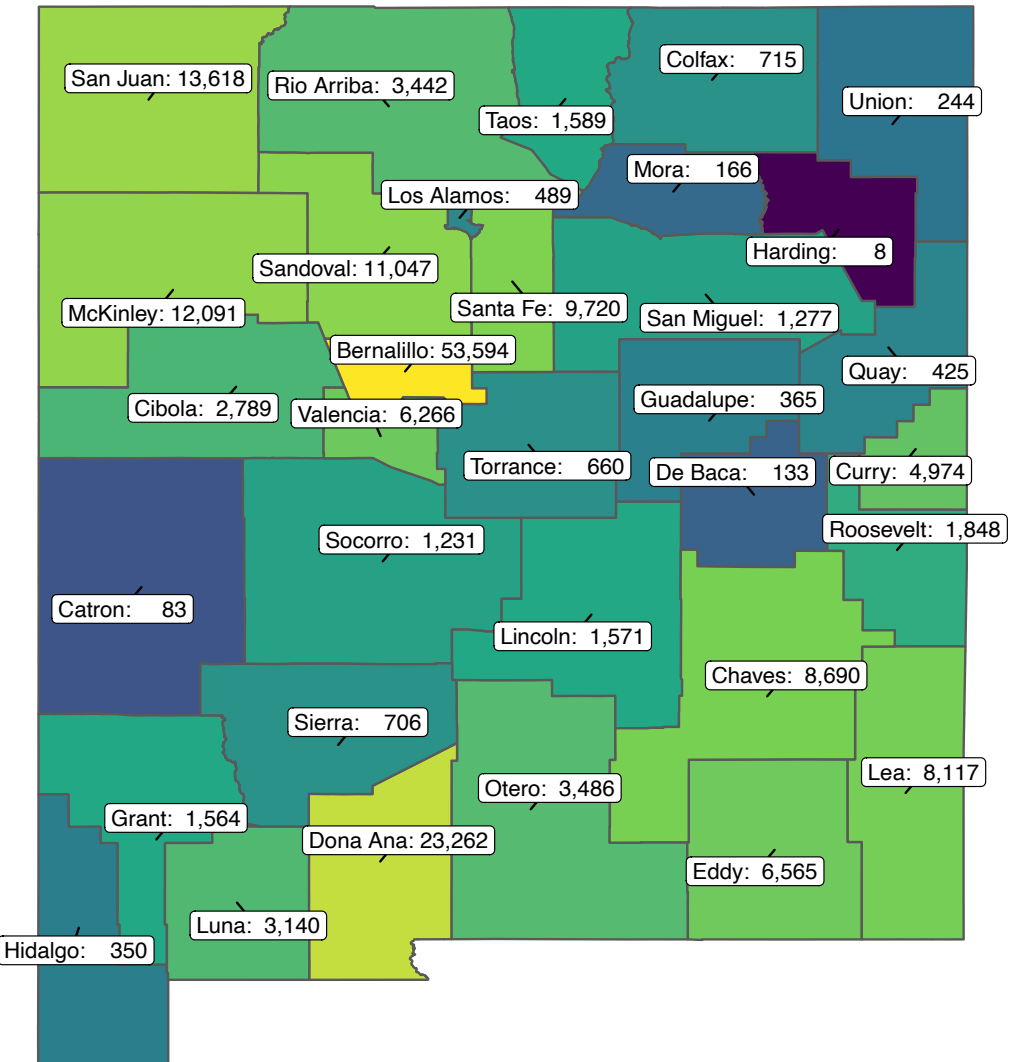 San Juan: 13,618
Rio Arriba: 3,442
Taos: 1,589
Colfax: 715
Union: 244
Mora: 166
Los Alamos: 489
Harding: 8
Sandoval: 11,047
McKinley: 12,091
Santa Fe: 9,720
San Miguel: 1,277
Bernalillo: 53,594
Quay: 425
Cibola: 2,789
Valencia: 6,266
Guadalupe: 365
Torrance: 660
De Baca: 133
Curry: 4,974
Socorro: 1,231
Roosevelt: 1,848
Catron: 83
Lincoln: 1,571
Chaves: 8,690
Sierra: 706
Otero: 3,486
Lea: 8,117
Grant: 1,564
Dona Ana: 23,262
Eddy: 6,565
Luna: 3,140
Hidalgo: 350